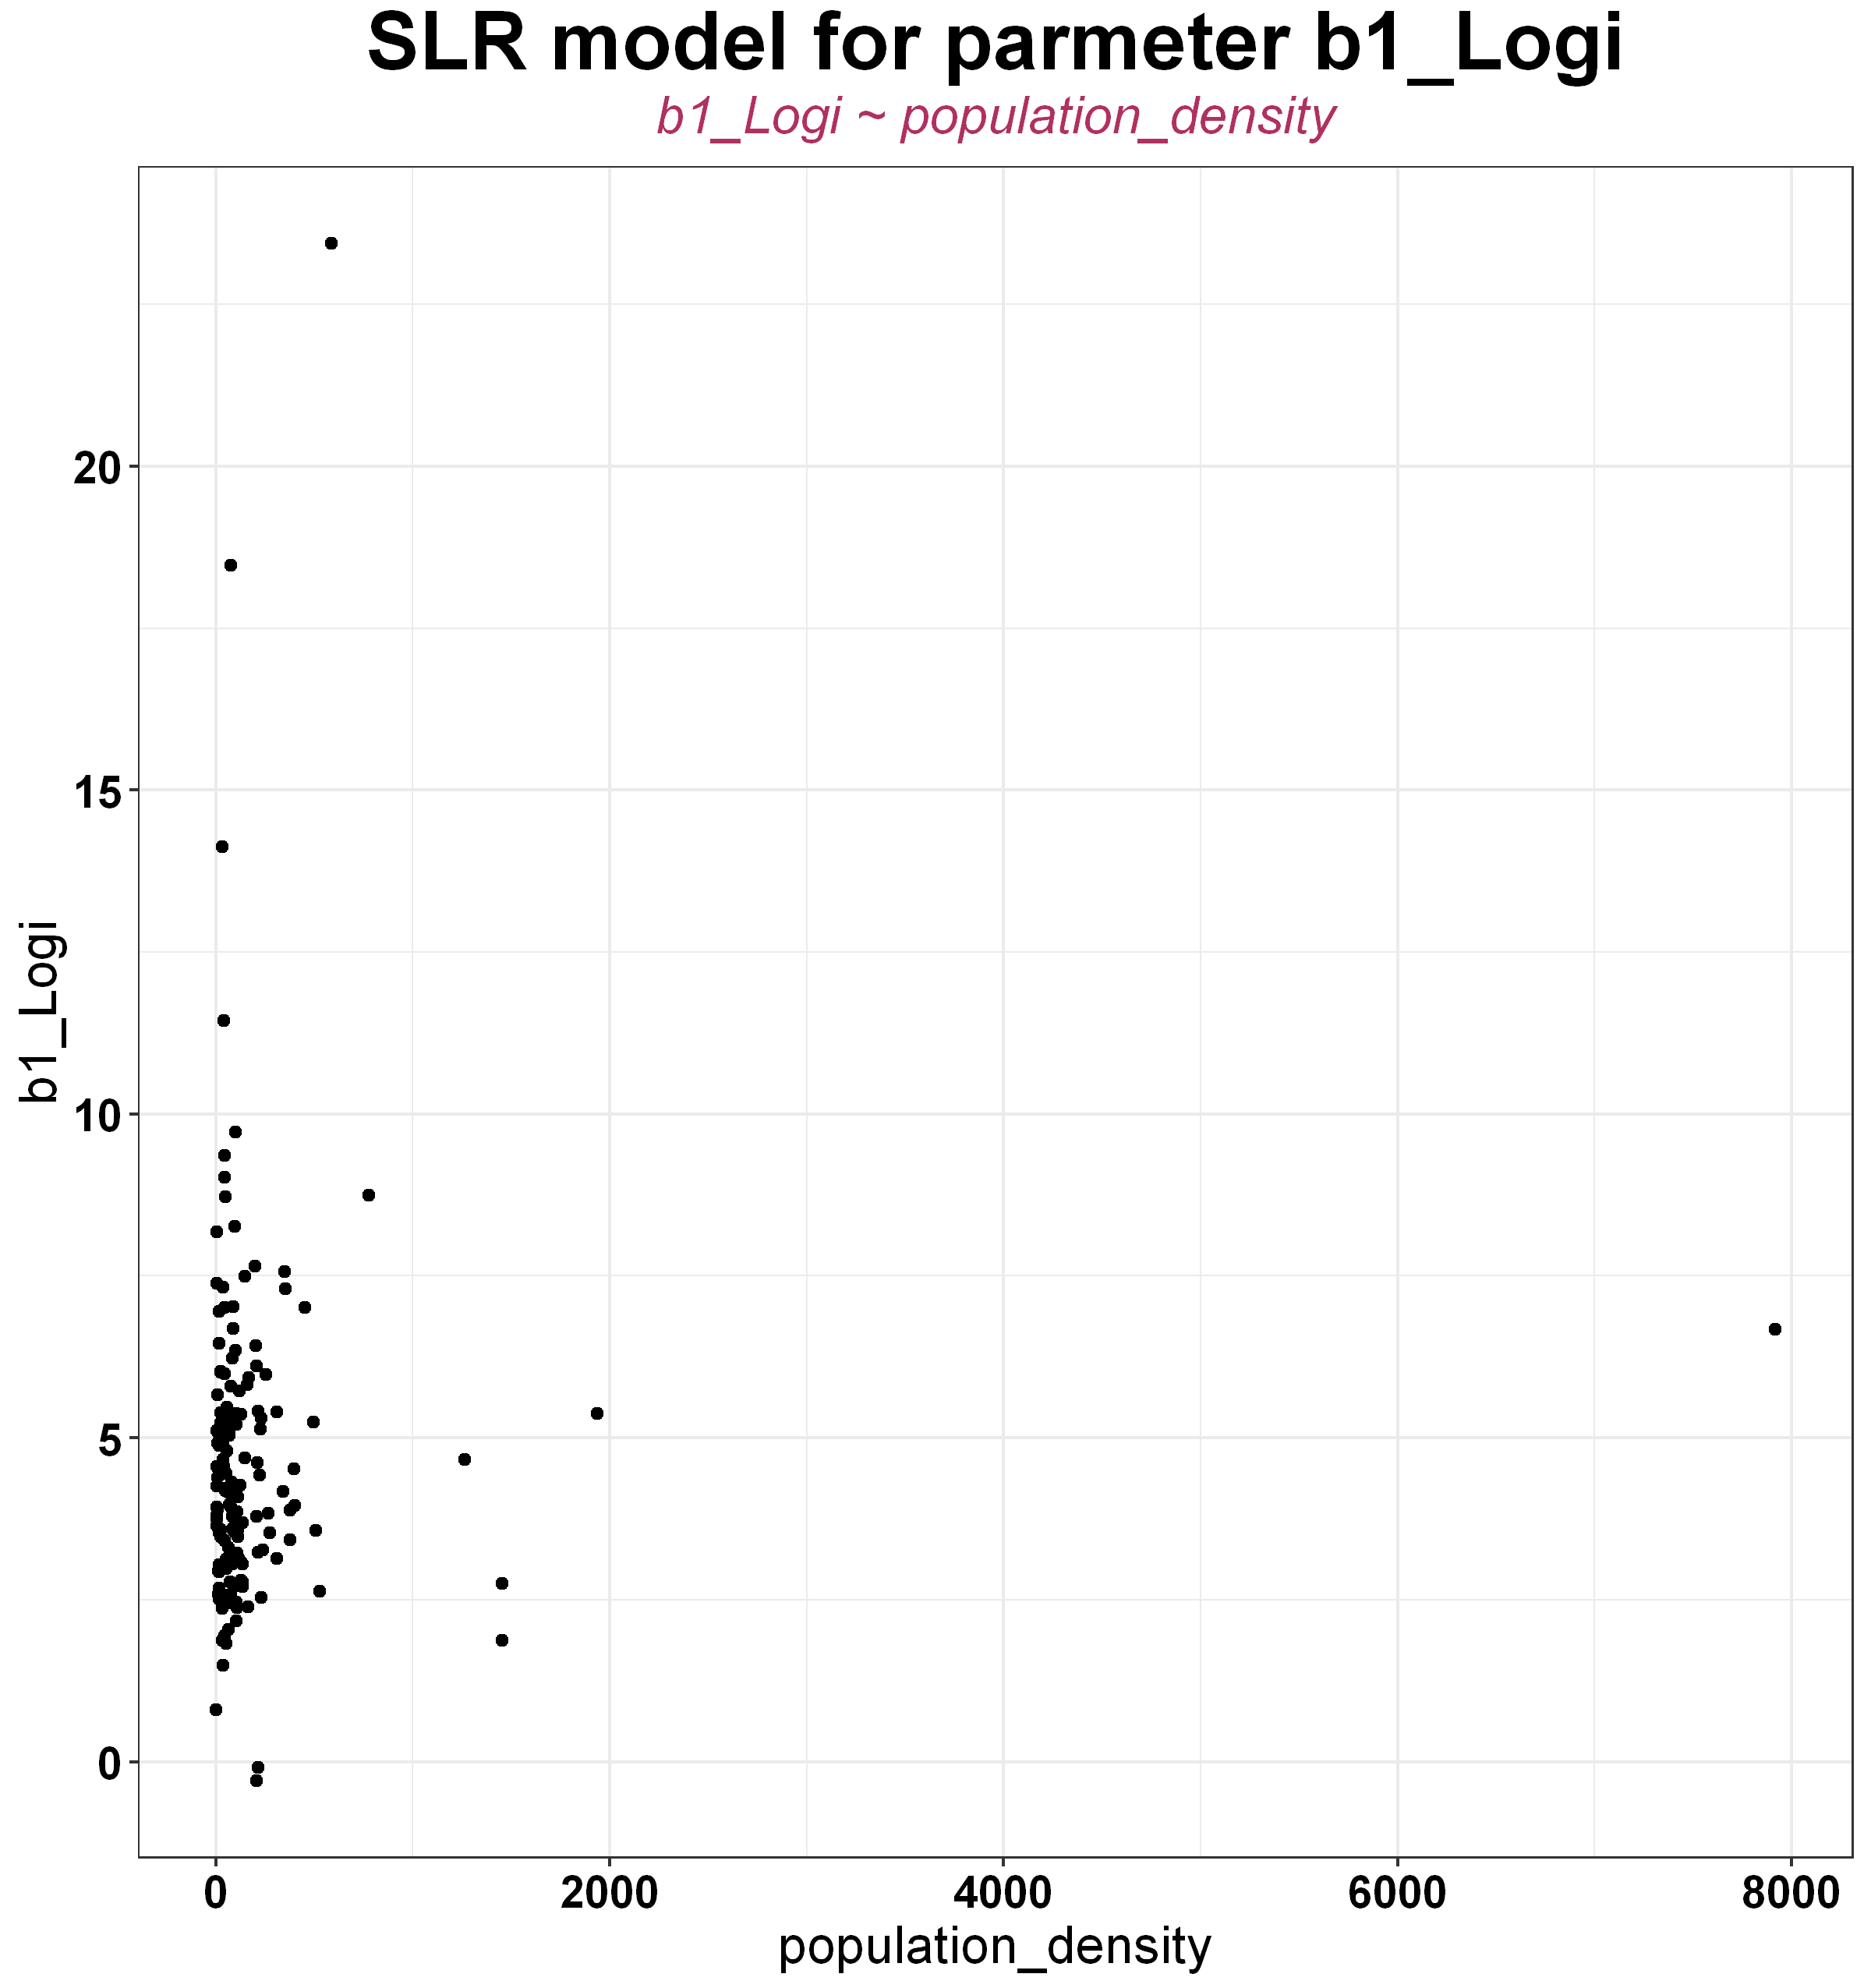 SLR model for parmeter b1_Logi
b1_Logi ~ population_density
20
15
10
5
0
b1_Logi
0 2000 4000 6000 8000
population_density